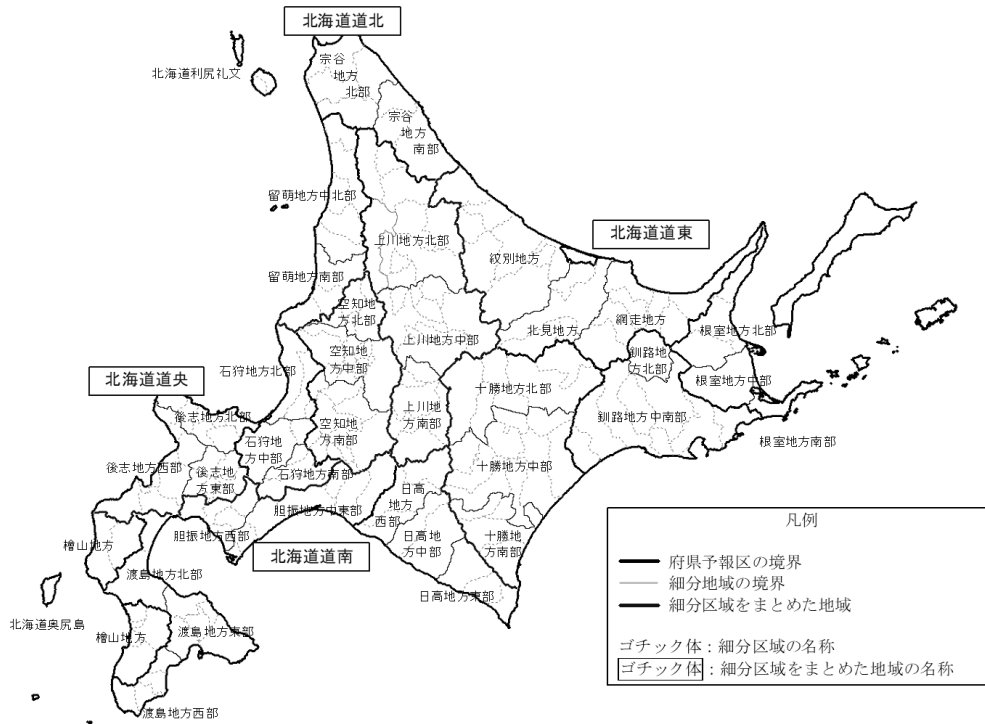 北海道道北
宗谷
地方
北部
北海道利尻礼文
宗谷
地方
南部
留萌地方中北部
北海道道東
上川地方北部
紋別地方
留萌地方南部
空知地
方北部
網走地方
北見地方
根室地方北部
上川地方中部
空知地
方中部
釧路地
方北部
石狩地方北部
根室地方中部
北海道道央
十勝地方北部
上川地
方南部
後志地方北部
釧路地方中南部
空知地
方南部
石狩地
方中部
根室地方南部
後志地方西部
後志地
方東部
石狩地方南部
十勝地方中部
日高
地方
西部
胆振地方中東部
胆振地方西部
檜山地方
日高地
方中部
十勝地
方南部
北海道道南
渡島地方北部
日高地方東部
北海道奥尻島
檜山地方
渡島地方東部
渡島地方西部
凡例
府県予報区の境界
細分地域の境界
細分区域をまとめた地域
ゴチック体：細分区域の名称
ゴチック体：細分区域をまとめた地域の名称